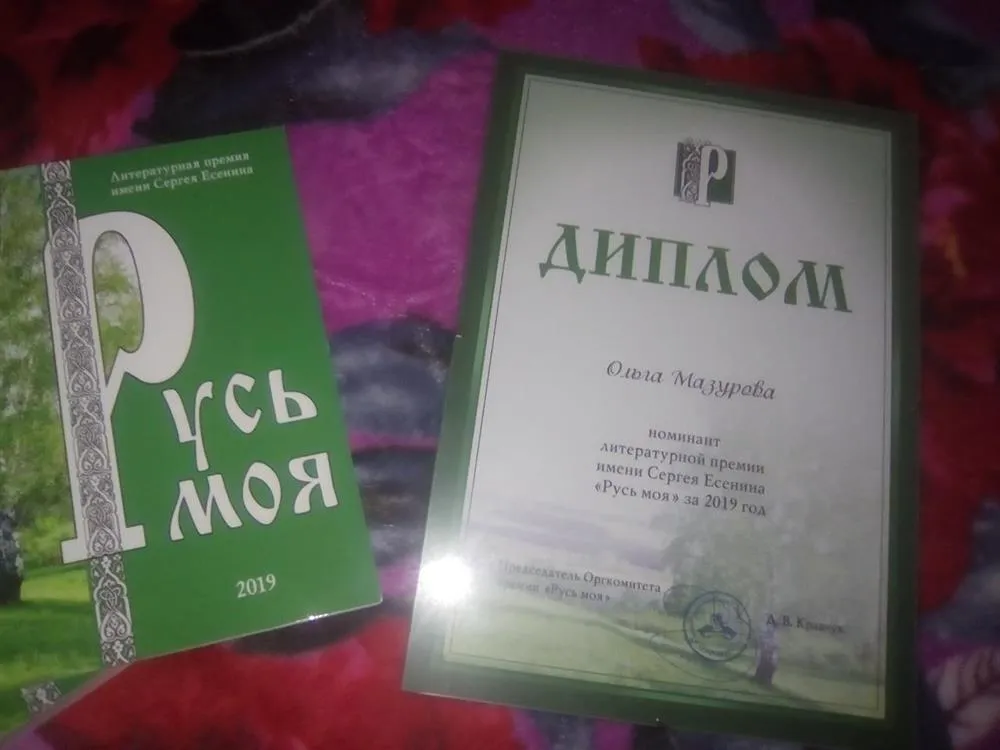 Литературная премия
имени Сергея Есенина
Русь
моя
2019
Р
ДИПЛОМ
Ольга Мазурова
номинант
литературной премии
имени Сергея Есенина
«Русь моя» за 2019 год
Председатель Оргкомитета
премии «Русь моя»
Д. В. Кравчук